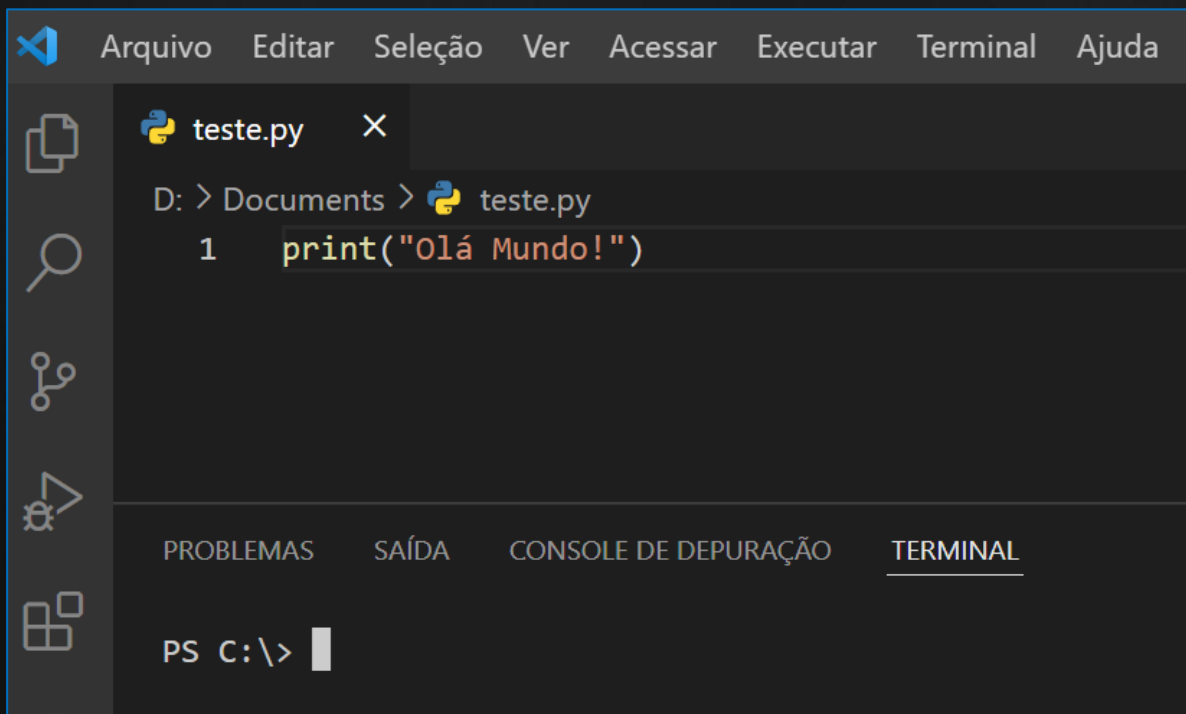 Arquivo Editar Seleção Ver Acessar Executar Terminal Ajuda
teste.py
D: > Documents > teste.py
1 print("Olá Mundo!")
PROBLEMAS SAÍDA CONSOLE DE DEPURAÇÃO TERMINAL
PS C:\>